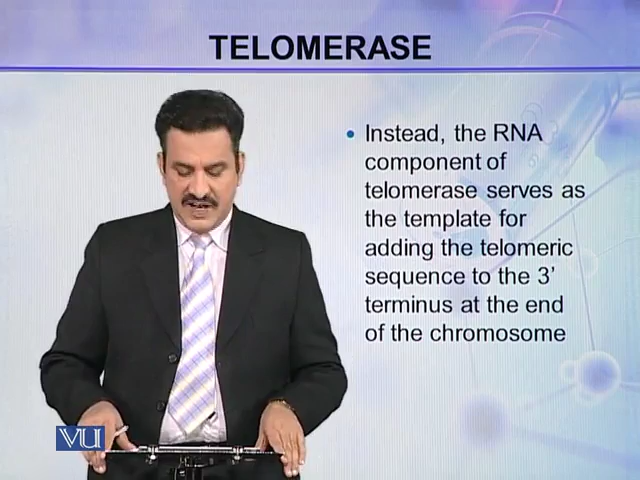 TELOMERASE
• Instead, the RNA
component of
telomerase serves as
the template for
adding the telomeric
sequence to the 3’
terminus at the end
of the chromosome
VU